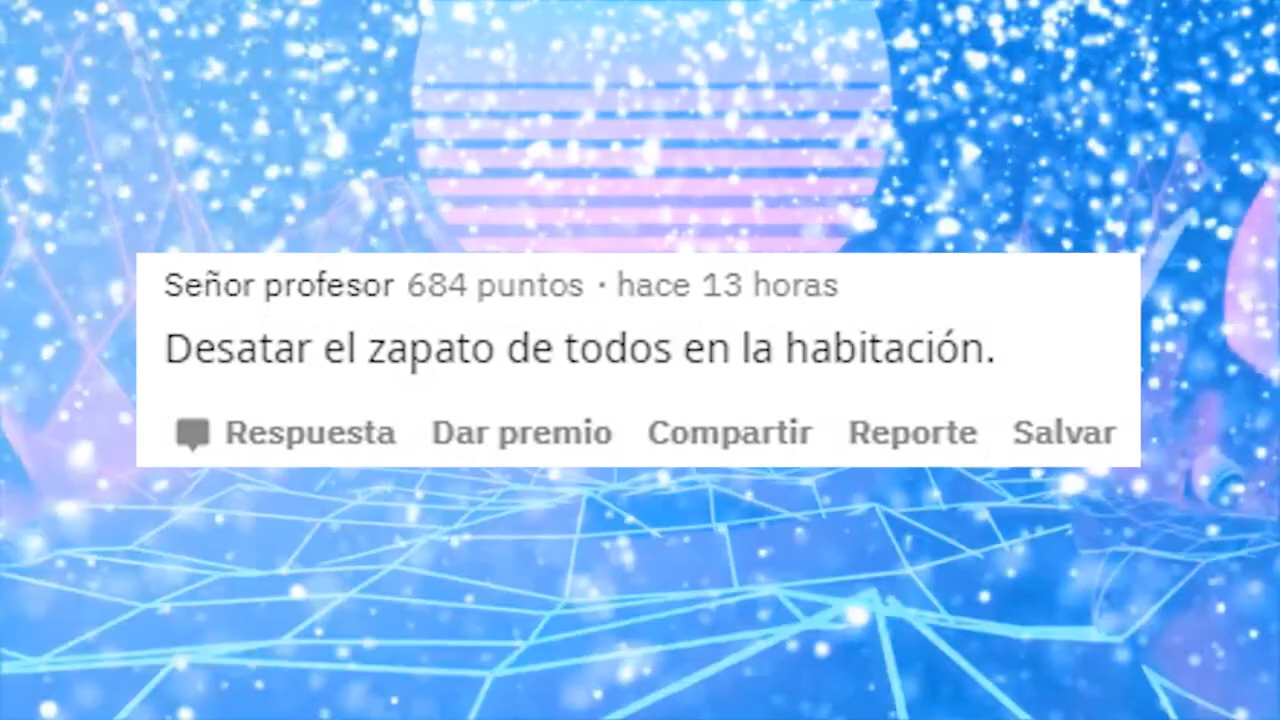 Señor profesor 684 puntos · hace 13 horas
Desatar el zapato de todos en la habitación.
Respuesta Dar premio Compartir Reporte Salvar